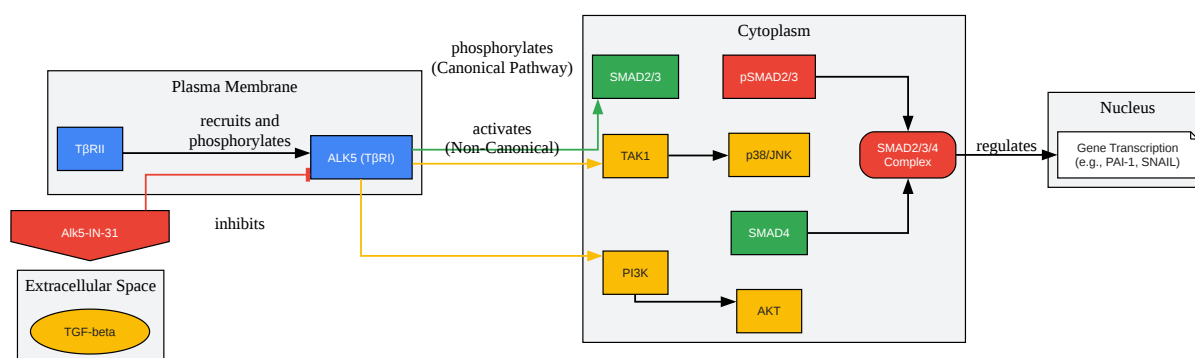 Plasma Membrane
TβRII
recruits and
phosphorylates
ALK5 (TβRI)
Alk5-IN-31
inhibits
Extracellular Space
TGF-beta
phosphorylates
(Canonical Pathway)
activates
(Non-Canonical)
Cytoplasm
SMAD2/3
pSMAD2/3
TAK1
p38/JNK
SMAD2/3/4
Complex
SMAD4
PI3K
AKT
regulates
Nucleus
Gene Transcription
(e.g., PAI-1, SNAIL)